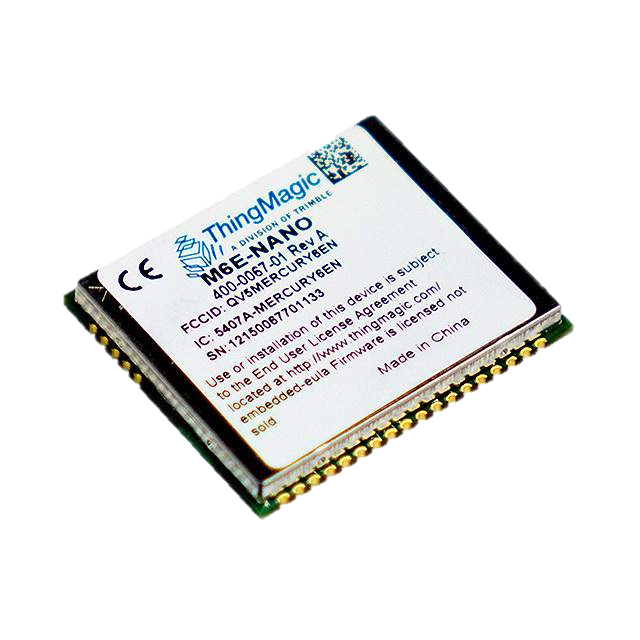 CE
ThingMagic
A DIVISION OF TRIMBLE
M6E-NANO
400-0067-01 Rev A
FCCID: QV5MERCURY6EN
IC: 5407A-MERCURY6EN
SN:12150067701133
Use or installation of this device is subject
to the End User License Agreement
located at http://www.thingmagic.com/
embedded-eula Firmware is licensed not
sold
Made in China